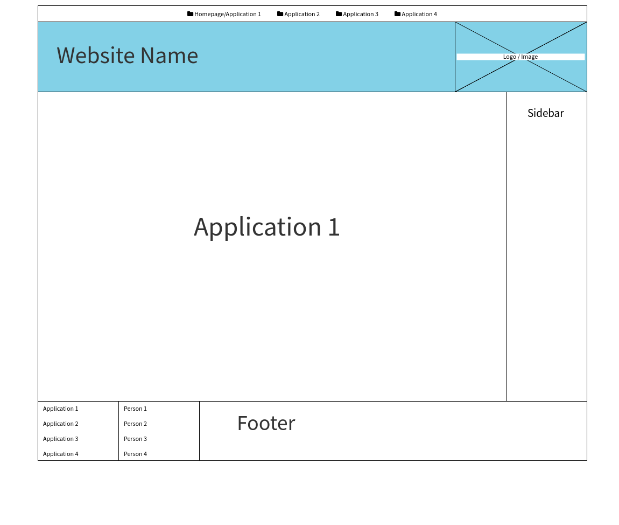 Homepage/Application 1 Application 2 Application 3 Application 4
Website Name
Logo / Image
Sidebar
Application 1
Application 1
Application 2
Application 3
Application 4
Person 1
Person 2
Person 3
Person 4
Footer